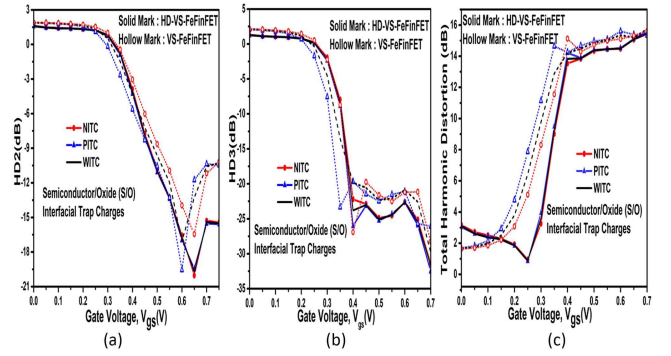 Solid Mark : HD-VS-FeFinFET
Hollow Mark : VS-FeFinFET
NITC
PITC
WITC
Semiconductor/Oxide (S/O)
Interfacial Trap Charges
HD2(dB)
3
0
-3
-6
-9
-12
-15
-18
-21
0.0 0.1 0.2 0.3 0.4 0.5 0.6 0.7
Gate Voltage, Vgs(V)
(a)
Solid Mark : HD-VS-FeFinFET
Hollow Mark : VS-FeFinFET
NITC
PITC
WITC
Semiconductor/Oxide (S/O)
Interfacial Trap Charges
HD3(dB)
5
0
-5
-10
-15
-20
-25
-30
-35
0.0 0.1 0.2 0.3 0.4 0.5 0.6 0.7
Gate Voltage, Vgs(V)
(b)
Solid Mark : HD-VS-FeFinFET
Hollow Mark : VS-FeFinFET
NITC
PITC
WITC
Semiconductor/Oxide (S/O)
Interfacial Trap Charges
Total Harmonic Distortion (dB)
16
14
12
10
8
6
4
2
0
0.0 0.1 0.2 0.3 0.4 0.5 0.6 0.7
Gate Voltage, Vgs(V)
(c)